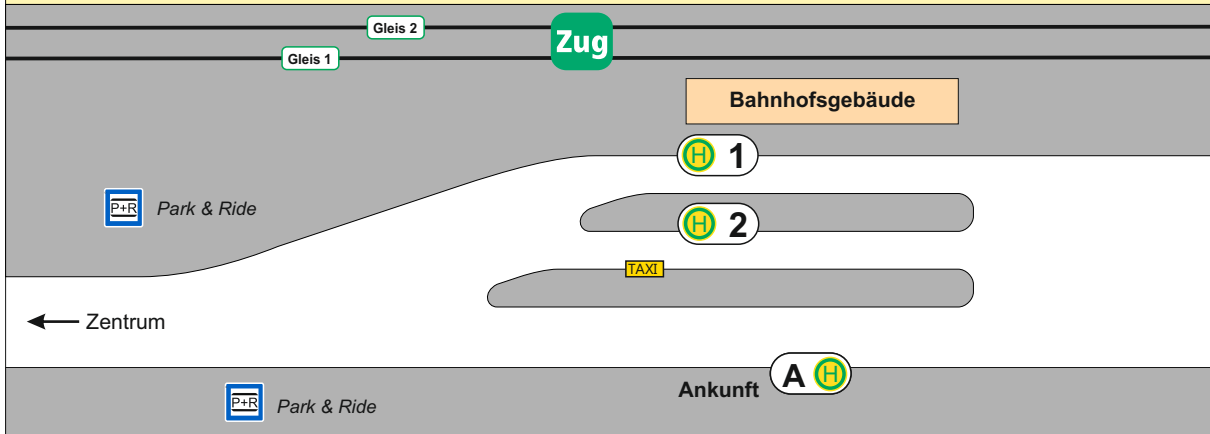 Gleis 2
Zug
Gleis 1
Bahnhofsgebäude
H 1
P+R Park & Ride
H 2
TAXI
Zentrum
A H
Ankunft
P+R Park & Ride